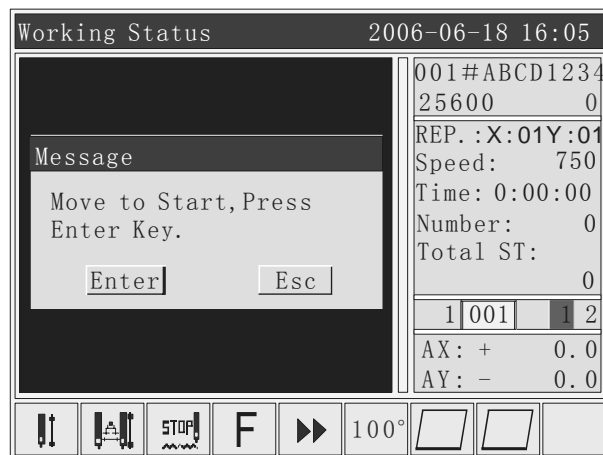 Working Status 2006-06-18 16:05
001#ABCD1234
25600 0
REP.:X:01Y:01
Speed: 750
Time: 0:00:00
Number: 0
Total ST:
0
1 001 1 2
AX: + 0.0
AY: - 0.0
Message
Move to Start,Press
Enter Key.
Enter Esc
A STOP F 100°